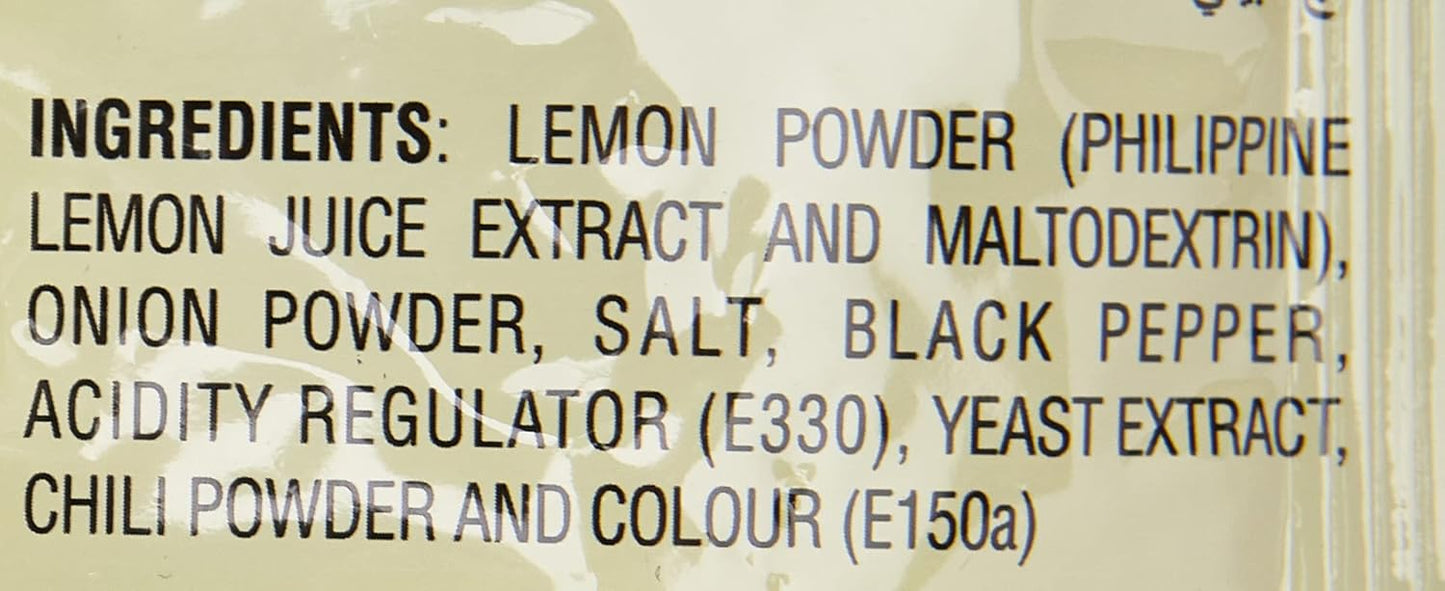 INGREDIENTS: LEMON POWDER (PHILIPPINE
LEMON JUICE EXTRACT AND MALTODEXTRIN),
ONION POWDER, SALT, BLACK PEPPER,
ACIDITY REGULATOR (E330), YEAST EXTRACT,
CHILI POWDER AND COLOUR (E150a)